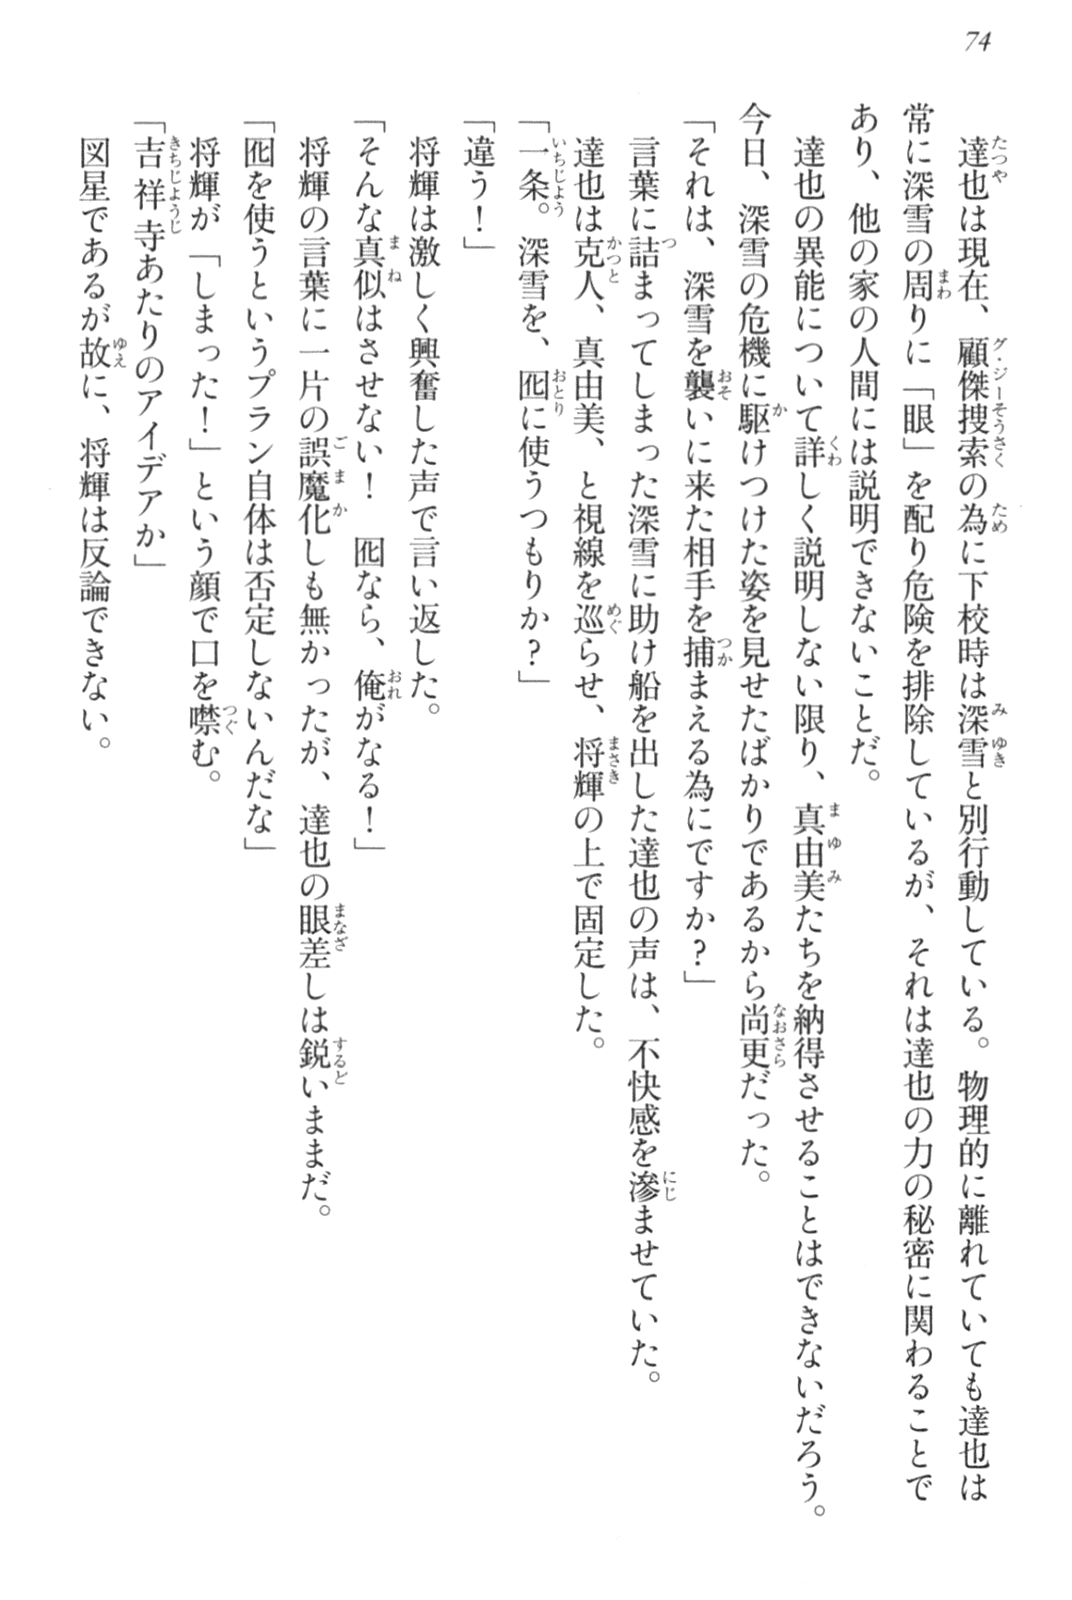 74
達也は現在、顧傑捜索の為に下校時は深雪と別行動している。物理的に離れていても達也は
常に深雪の周りに「眼」を配り危険を排除しているが、それは達也の力の秘密に関わることで
あり、他の家の人間には説明できないことだ。
達也の異能について詳しく説明しない限り、真由美たちを納得させることはできないだろう。
今日、深雪の危機に駆けつけた姿を見せたばかりであるから尚更だった。
「それは、深雪を襲いに来た相手を捕まえる為にですか？」
言葉に詰まってしまった深雪に助け船を出した達也の声は、不快感を滲ませていた。
達也は克人、真由美、と視線を巡らせ、将輝の上で固定した。
「一条。深雪を、囮に使うつもりか？」
「違う！」
将輝は激しく興奮した声で言い返した。
「そんな真似はさせない！　囮なら、俺がなる！」
将輝の言葉に一片の誤魔化しも無かったが、達也の眼差しは鋭いままだ。
「囮を使うというプラン自体は否定しないんだな」
将輝が「しまった！」という顔で口を噤む。
「吉祥寺あたりのアイデアか」
図星であるが故に、将輝は反論できない。